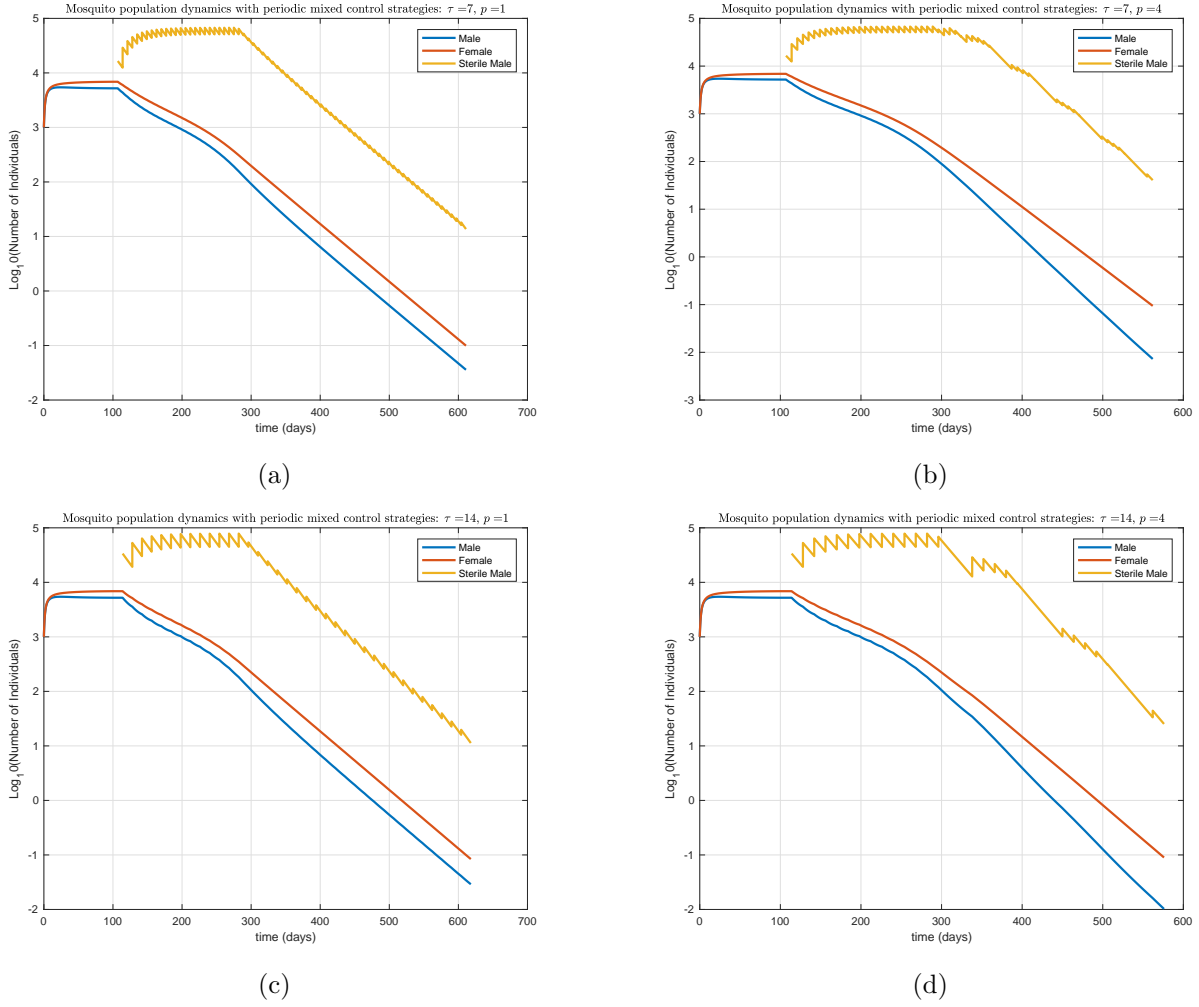 Mosquito population dynamics with periodic mixed control strategies: τ =7, p =1
5
4
3
2
1
0
-1
-2
Log₁0(Number of Individuals)
Male
Female
Sterile Male
0 100 200 300 400 500 600 700
time (days)
(a)
Mosquito population dynamics with periodic mixed control strategies: τ =7, p =4
5
4
3
2
1
0
-1
-2
-3
Log₁0(Number of Individuals)
Male
Female
Sterile Male
0 100 200 300 400 500 600
time (days)
(b)
Mosquito population dynamics with periodic mixed control strategies: τ =14, p =1
5
4
3
2
1
0
-1
-2
Log₁0(Number of Individuals)
Male
Female
Sterile Male
0 100 200 300 400 500 600 700
time (days)
(c)
Mosquito population dynamics with periodic mixed control strategies: τ =14, p =4
5
4
3
2
1
0
-1
-2
Log₁0(Number of Individuals)
Male
Female
Sterile Male
0 100 200 300 400 500 600
time (days)
(d)